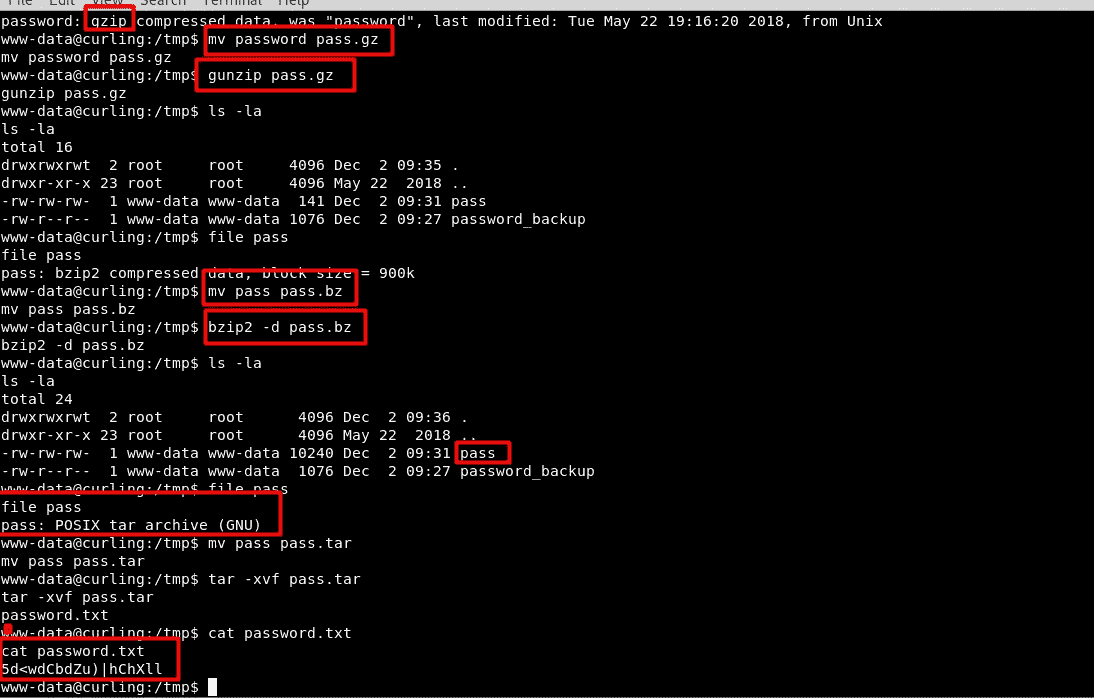 File Edit View Search Terminal Help
password: gzip compressed data, was "password", last modified: Tue May 22 19:16:20 2018, from Unix
www-data@curling:/tmp$ mv password pass.gz
mv password pass.gz
www-data@curling:/tmp$ gunzip pass.gz
gunzip pass.gz
www-data@curling:/tmp$ ls -la
ls -la
total 16
drwxrwxrwt  2 root     root     4096 Dec  2 09:35 .
drwxr-xr-x 23 root     root     4096 May 22  2018 ..
-rw-rw-rw-  1 www-data www-data  141 Dec  2 09:31 pass
-rw-r--r--  1 www-data www-data 1076 Dec  2 09:27 password_backup
www-data@curling:/tmp$ file pass
file pass
pass: bzip2 compressed data, block size = 900k
www-data@curling:/tmp$ mv pass pass.bz
mv pass pass.bz
www-data@curling:/tmp$ bzip2 -d pass.bz
bzip2 -d pass.bz
www-data@curling:/tmp$ ls -la
ls -la
total 24
drwxrwxrwt  2 root     root      4096 Dec  2 09:36 .
drwxr-xr-x 23 root     root      4096 May 22  2018 ..
-rw-rw-rw-  1 www-data www-data 10240 Dec  2 09:31 pass
-rw-r--r--  1 www-data www-data  1076 Dec  2 09:27 password_backup
www-data@curling:/tmp$ file pass
file pass
pass: POSIX tar archive (GNU)
www-data@curling:/tmp$ mv pass pass.tar
mv pass pass.tar
www-data@curling:/tmp$ tar -xvf pass.tar
tar -xvf pass.tar
password.txt
www-data@curling:/tmp$ cat password.txt
cat password.txt
5d<wdCbdZu)|hChXll
www-data@curling:/tmp$